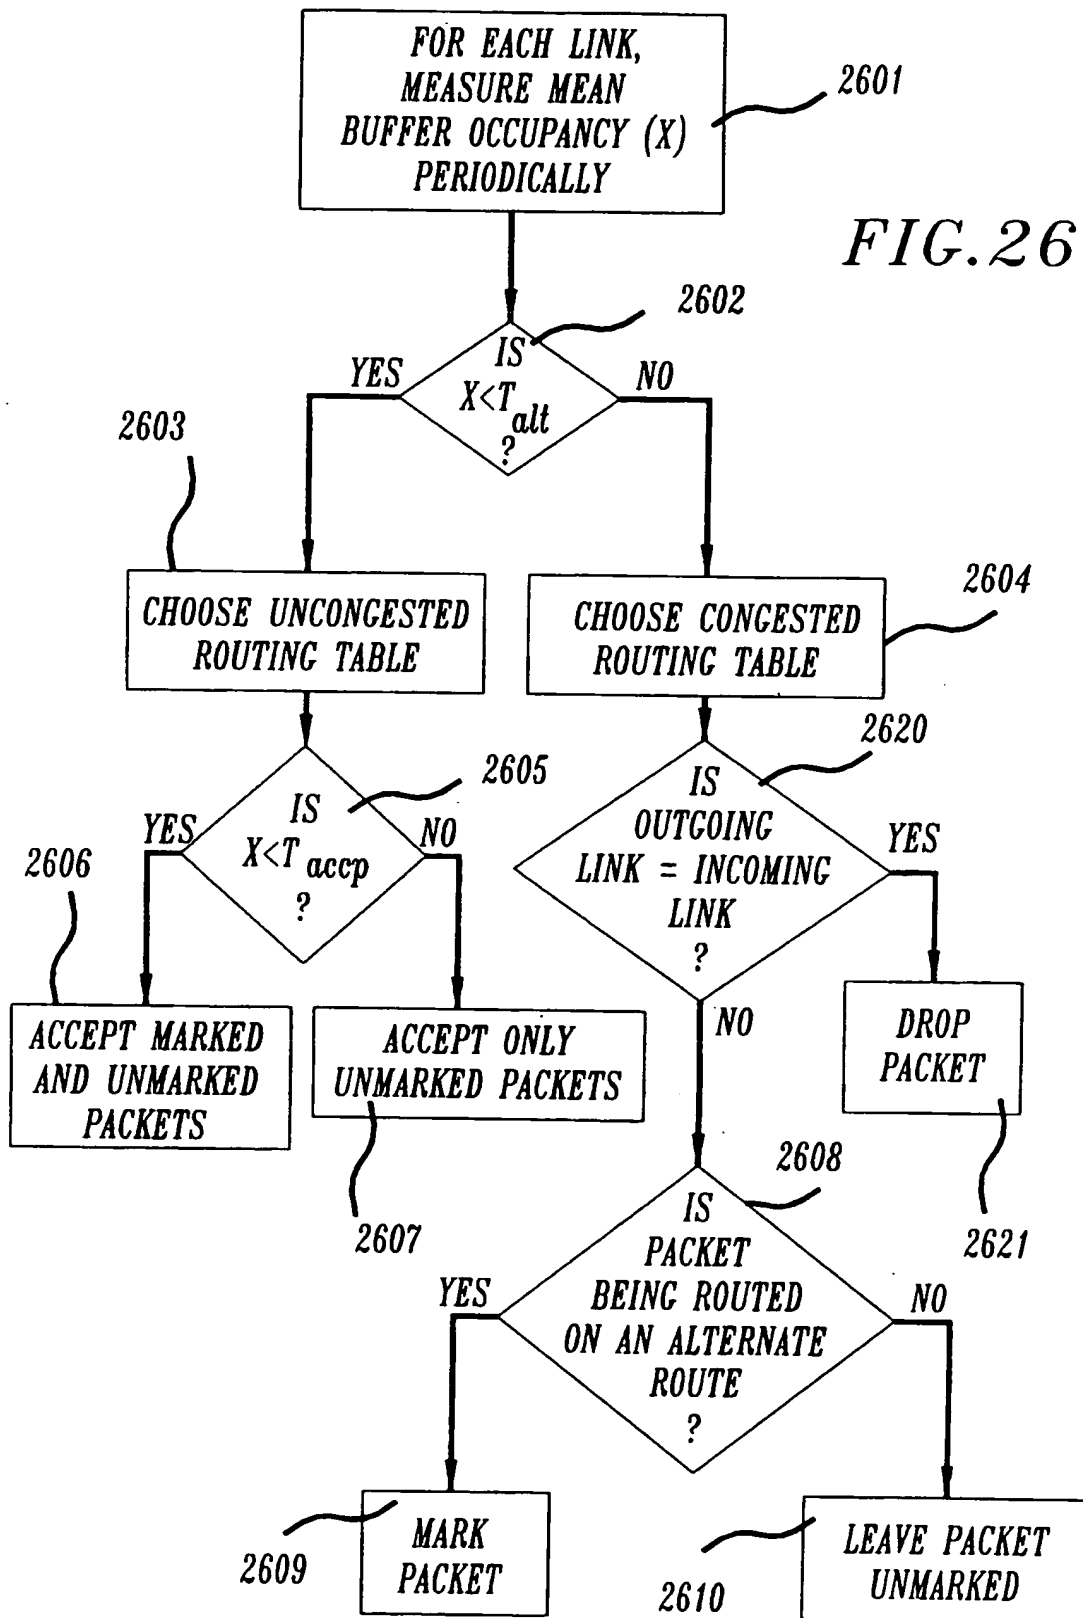 FOR EACH LINK,
MEASURE MEAN
BUFFER OCCUPANCY (X)
PERIODICALLY
2601
FIG.26
2602
IS
X<T alt
?
YES
NO
2603
CHOOSE UNCONGESTED
ROUTING TABLE
CHOOSE CONGESTED
ROUTING TABLE
2604
2605
IS
X<T accp
?
YES
NO
2606
2620
IS
OUTGOING
LINK = INCOMING
LINK
?
YES
NO
ACCEPT MARKED
AND UNMARKED
PACKETS
ACCEPT ONLY
UNMARKED PACKETS
2607
DROP
PACKET
2621
2608
IS
PACKET
BEING ROUTED
ON AN ALTERNATE
ROUTE
?
YES
NO
MARK
PACKET
2609
LEAVE PACKET
UNMARKED
2610